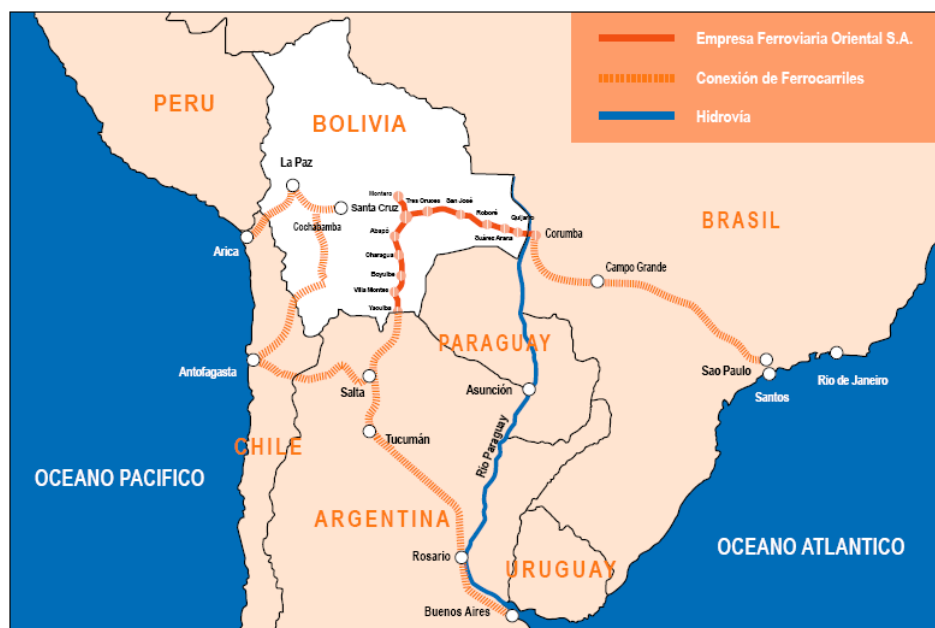 Empresa Ferroviaria Oriental S.A.
Conexión de Ferrocarriles
Hidrovía
PERU
BOLIVIA
La Paz
Montero
Tres Cruces
San José
Santa Cruz
Roboré
Quijarro
Cochabamba
Suárez Arana
Corumba
BRASIL
Arica
Abapó
Charagua
Boyuibe
Campo Grande
Villa Montes
Yacuiba
PARAGUAY
Antofagasta
Salta
Asunción
Sao Paulo
Santos
Rio de Janeiro
Tucumán
CHILE
Río Paraguay
OCEANO PACIFICO
ARGENTINA
OCEANO ATLANTICO
Rosario
URUGUAY
Buenos Aires